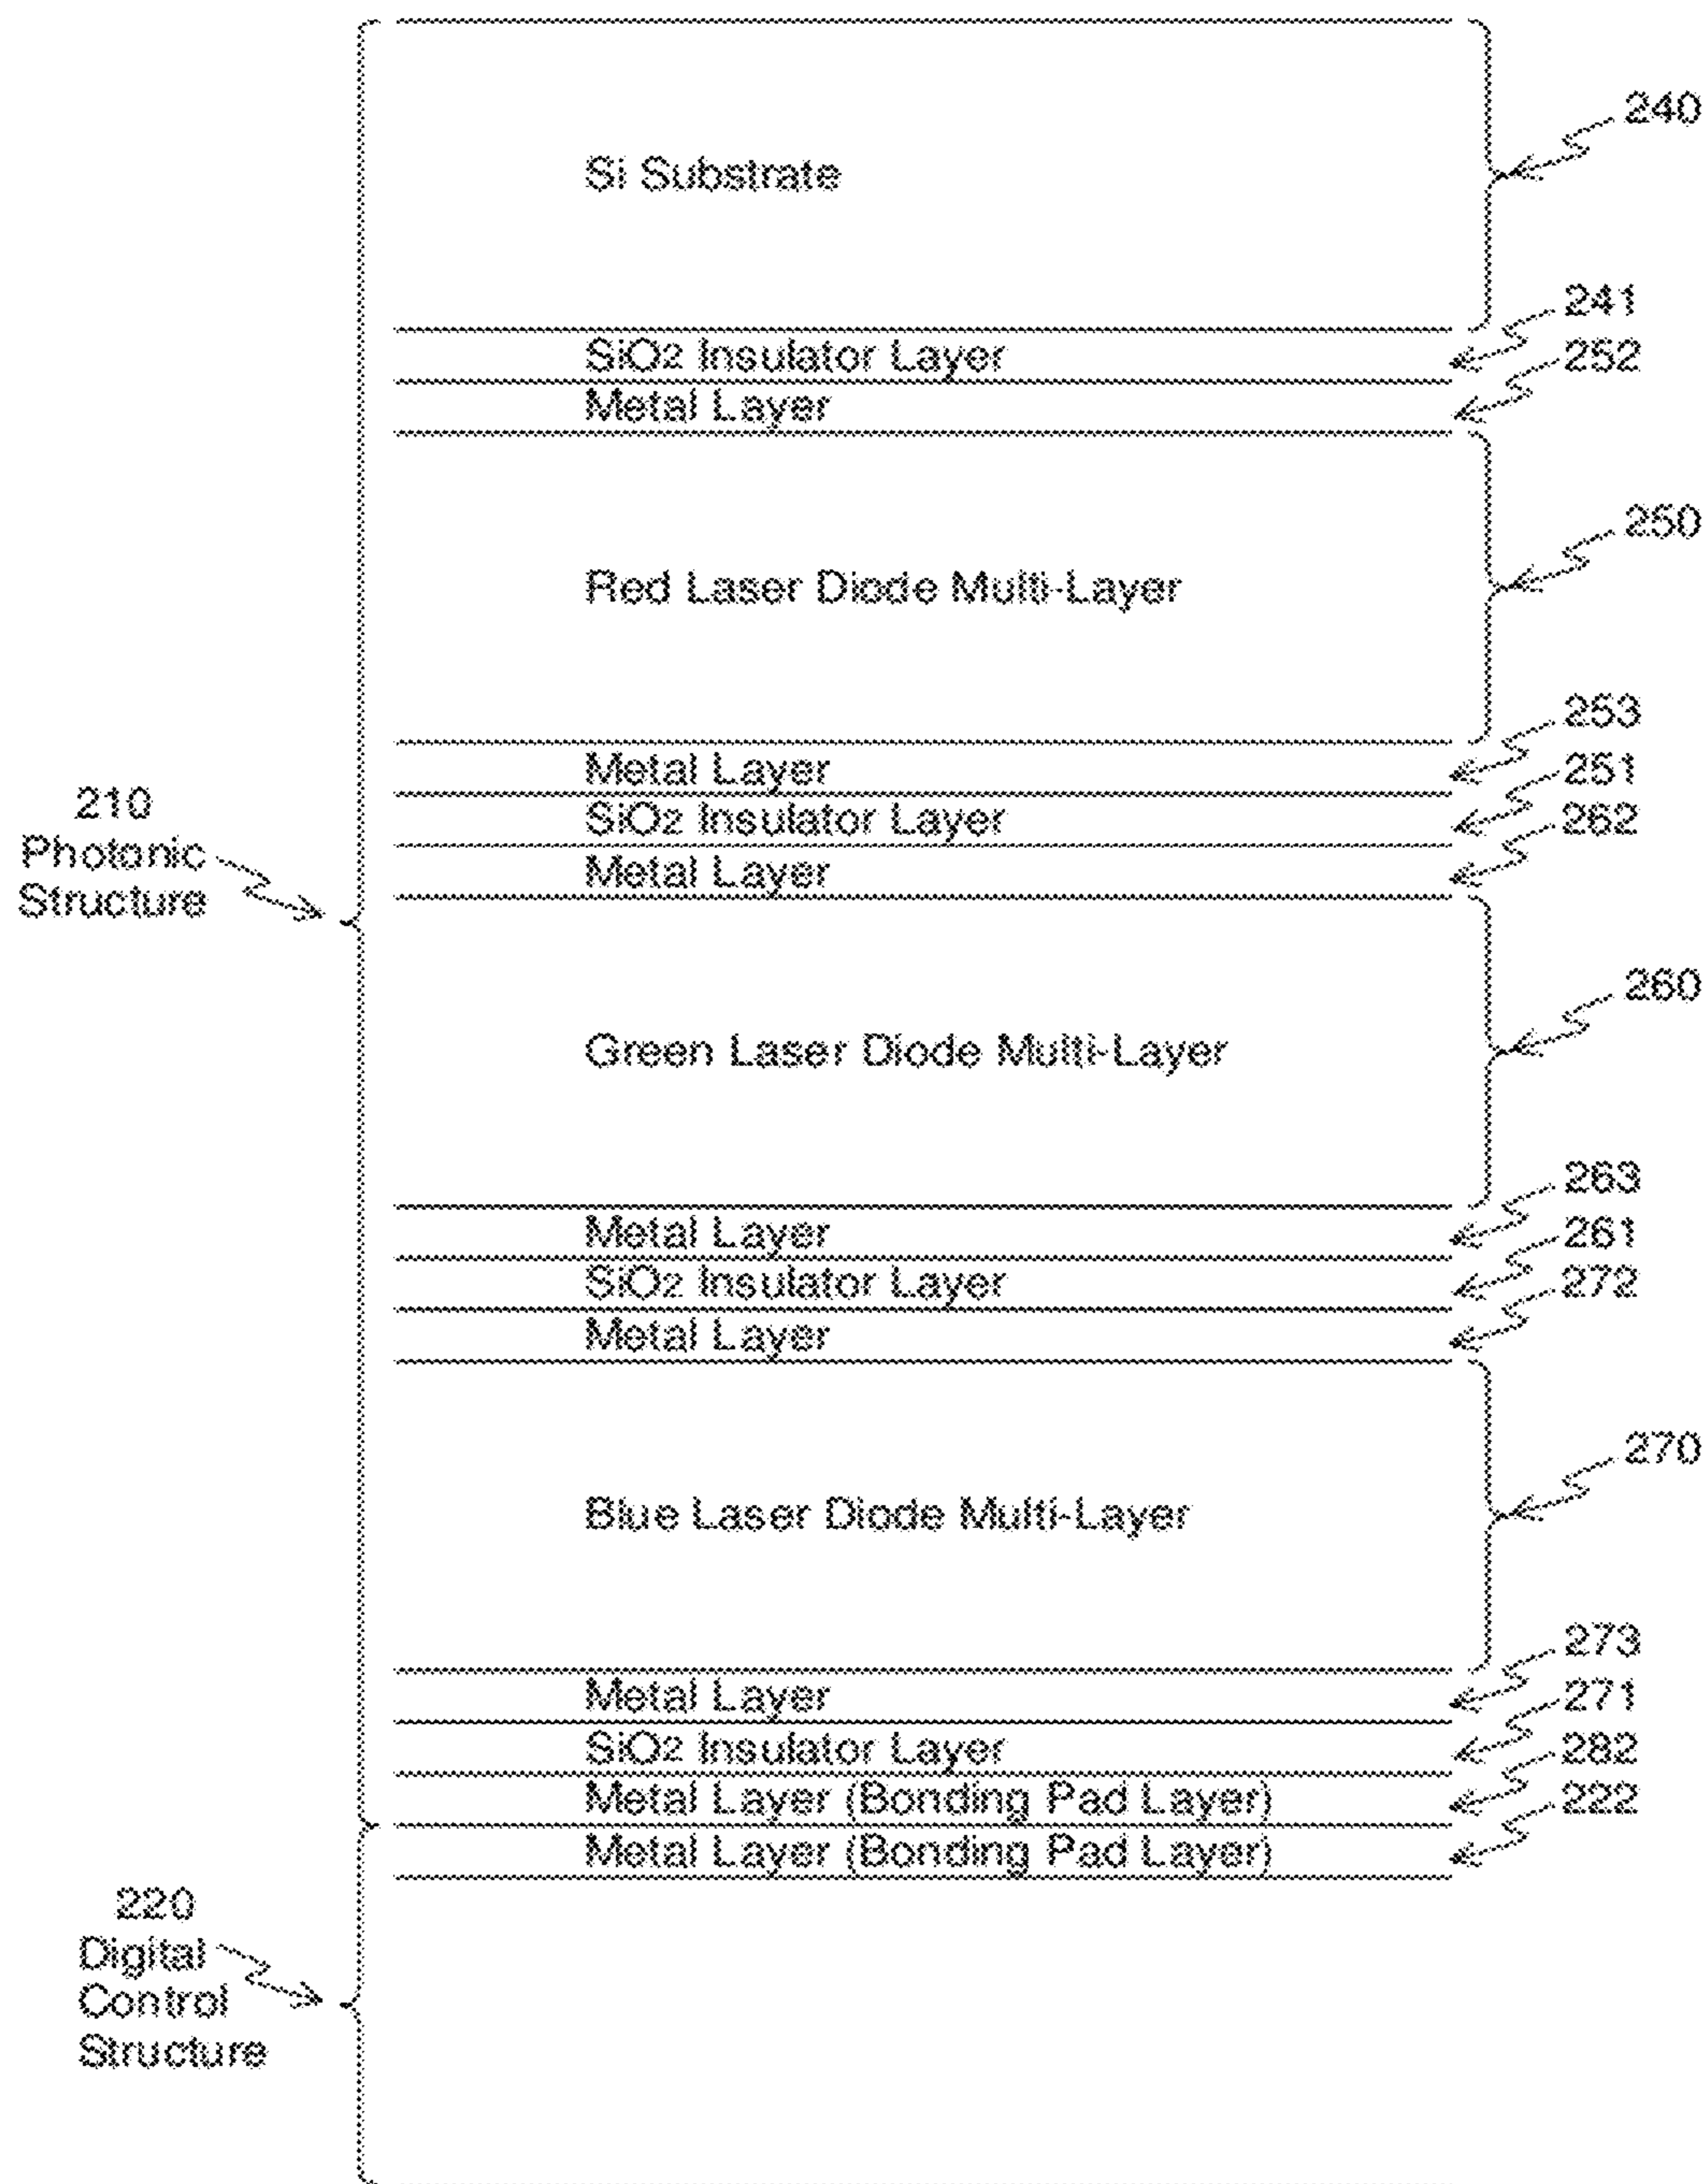 240
Si Substrate
241
SiO2 Insulator Layer
252
Metal Layer
250
Red Laser Diode Multi-Layer
253
Metal Layer
251
SiO2 Insulator Layer
262
Metal Layer
210
Photonic
Structure
260
Green Laser Diode Multi-Layer
263
Metal Layer
261
SiO2 Insulator Layer
272
Metal Layer
270
Blue Laser Diode Multi-Layer
273
Metal Layer
271
SiO2 Insulator Layer
282
Metal Layer (Bonding Pad Layer)
222
Metal Layer (Bonding Pad Layer)
220
Digital
Control
Structure